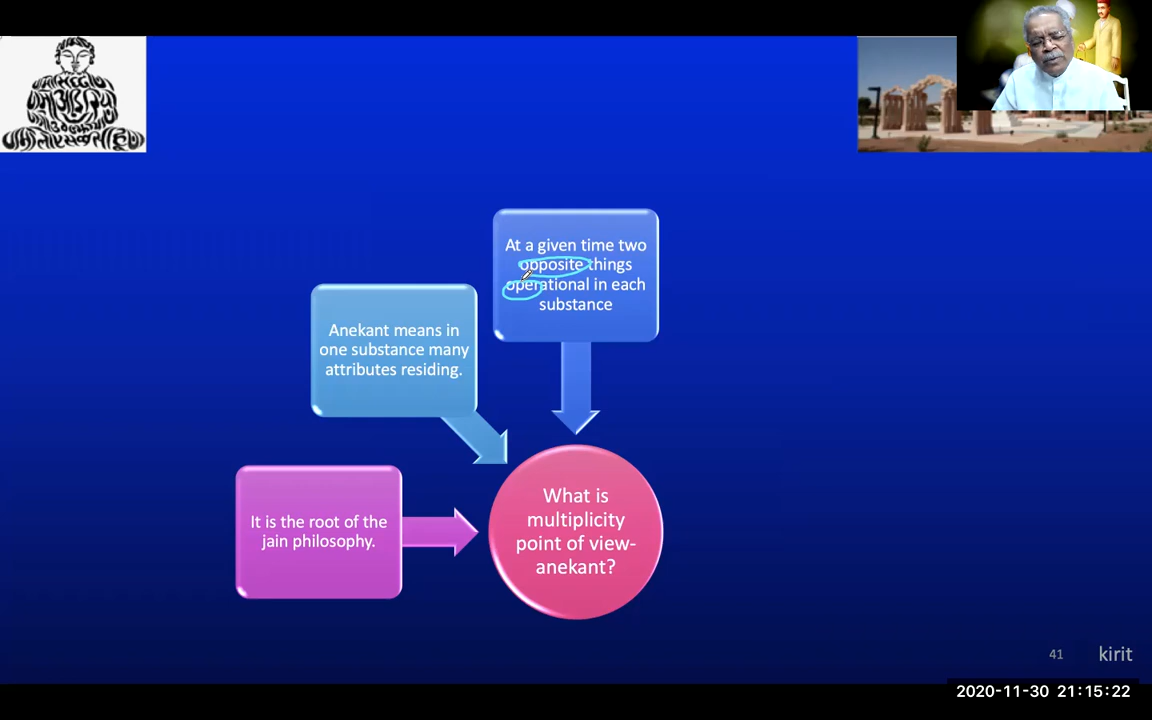 At a given time two
opposite things
operational in each
substance
Anekant means in
one substance many
attributes residing.
It is the root of the
jain philosophy.
What is
multiplicity
point of view-
anekant?
41
kirit
2020-11-30 21:15:22